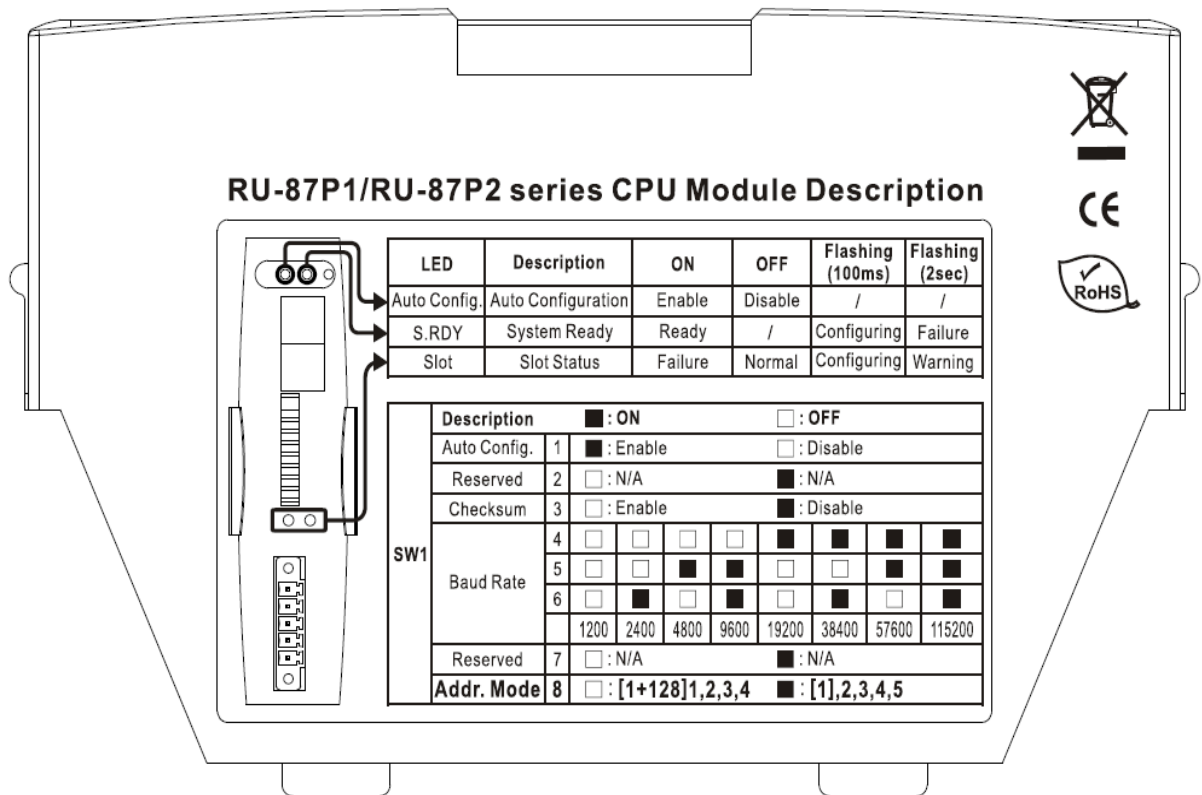 RU-87P1/RU-87P2 series CPU Module Description
LED Description ON OFF Flashing (100ms) Flashing (2sec)
Auto Config. Auto Configuration Enable Disable / /
S.RDY System Ready Ready / Configuring Failure
Slot Slot Status Failure Normal Configuring Warning
SW1
Description ■ : ON □ : OFF
Auto Config. 1 ■ : Enable □ : Disable
Reserved 2 □ : N/A ■ : N/A
Checksum 3 □ : Enable ■ : Disable
Baud Rate
4 □ □ □ □ ■ ■ ■ ■
5 □ □ ■ ■ □ □ ■ ■
6 □ ■ □ ■ □ ■ □ ■
1200 2400 4800 9600 19200 38400 57600 115200
Reserved 7 □ : N/A ■ : N/A
Addr. Mode 8 □ : [1+128]1,2,3,4 ■ : [1],2,3,4,5
CE
RoHS